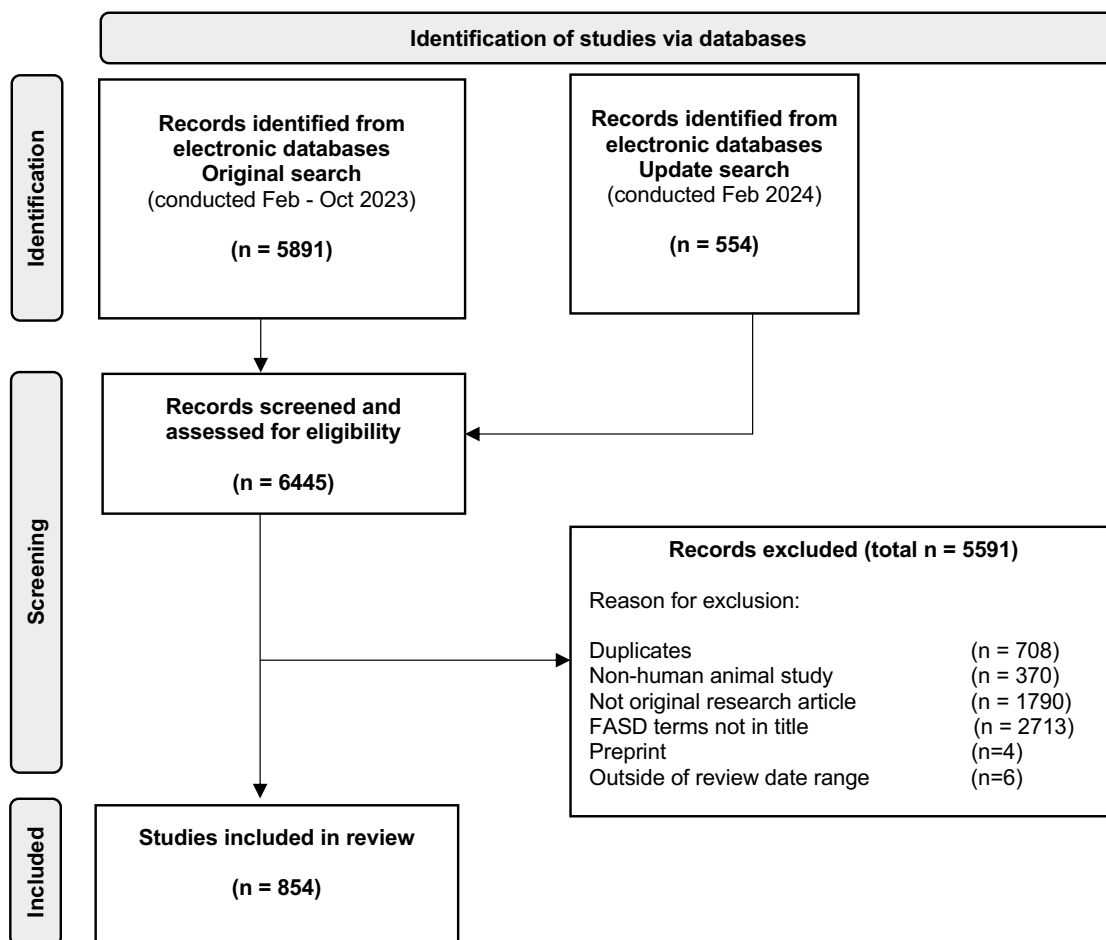 Identification of studies via databases
Identification
Records identified from
electronic databases
Original search
(conducted Feb - Oct 2023)
(n = 5891)
Records identified from
electronic databases
Update search
(conducted Feb 2024)
(n = 554)
Screening
Records screened and
assessed for eligibility
(n = 6445)
Records excluded (total n = 5591)
Reason for exclusion:
Duplicates (n = 708)
Non-human animal study (n = 370)
Not original research article (n = 1790)
FASD terms not in title (n = 2713)
Preprint (n=4)
Outside of review date range (n=6)
Included
Studies included in review
(n = 854)